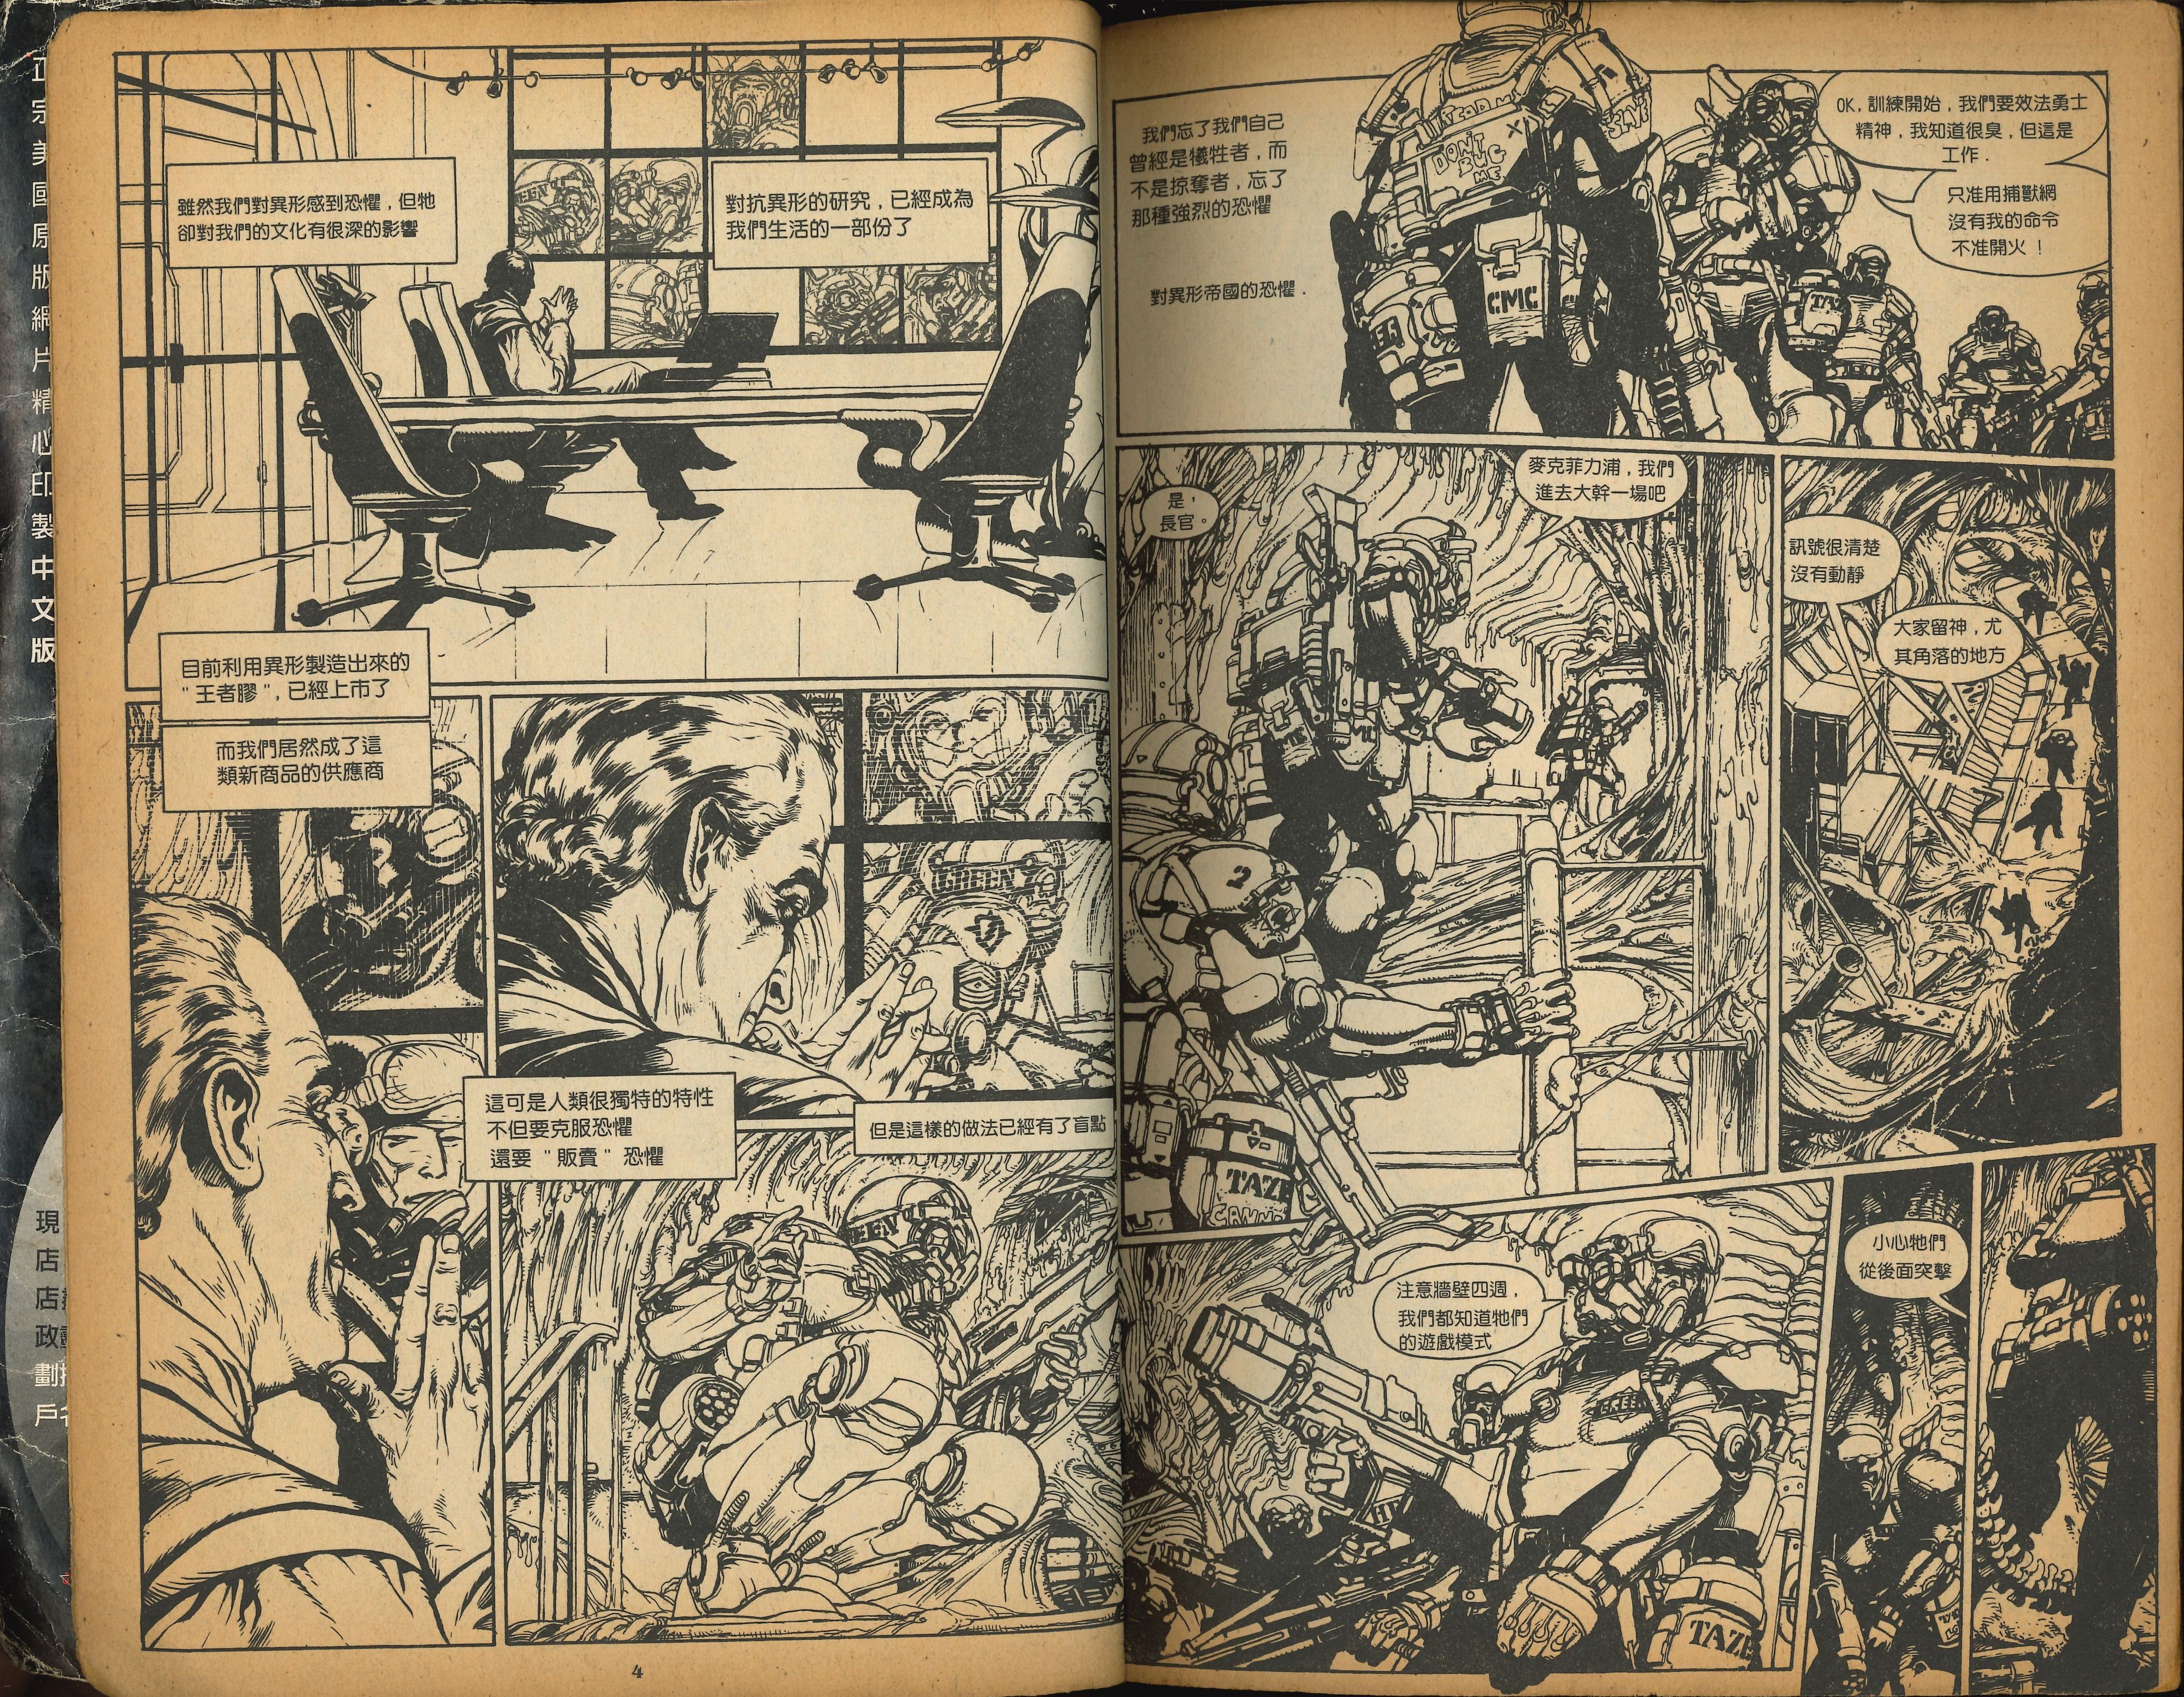 正宗美國原版網片精心印製中文版
現
店
店
政
劃
戶
雖然我們對異形感到恐懼，但牠
卻對我們的文化有很深的影響
對抗異形的研究，已經成為
我們生活的一部份了
目前利用異形製造出來的
"王者膠"，已經上市了
而我們居然成了這
類新商品的供應商
GREEN
這可是人類很獨特的特性
不但要克服恐懼
還要 "販賣" 恐懼
但是這樣的做法已經有了盲點
4
我們忘了我們自己
曾經是犧牲者，而
不是掠奪者，忘了
那種強烈的恐懼
對異形帝國的恐懼．
DON'T
BUG
ME
CMC
OK，訓練開始，我們要效法勇士
精神，我知道很臭，但這是
工作．
只准用捕獸網
沒有我的命令
不准開火！
是，
長官。
麥克菲力浦，我們
進去大幹一場吧
2
TAZE
訊號很清楚
沒有動靜
大家留神，尤
其角落的地方
注意牆壁四週，
我們都知道牠們
的遊戲模式
GREEN
TAZE
小心牠們
從後面突擊